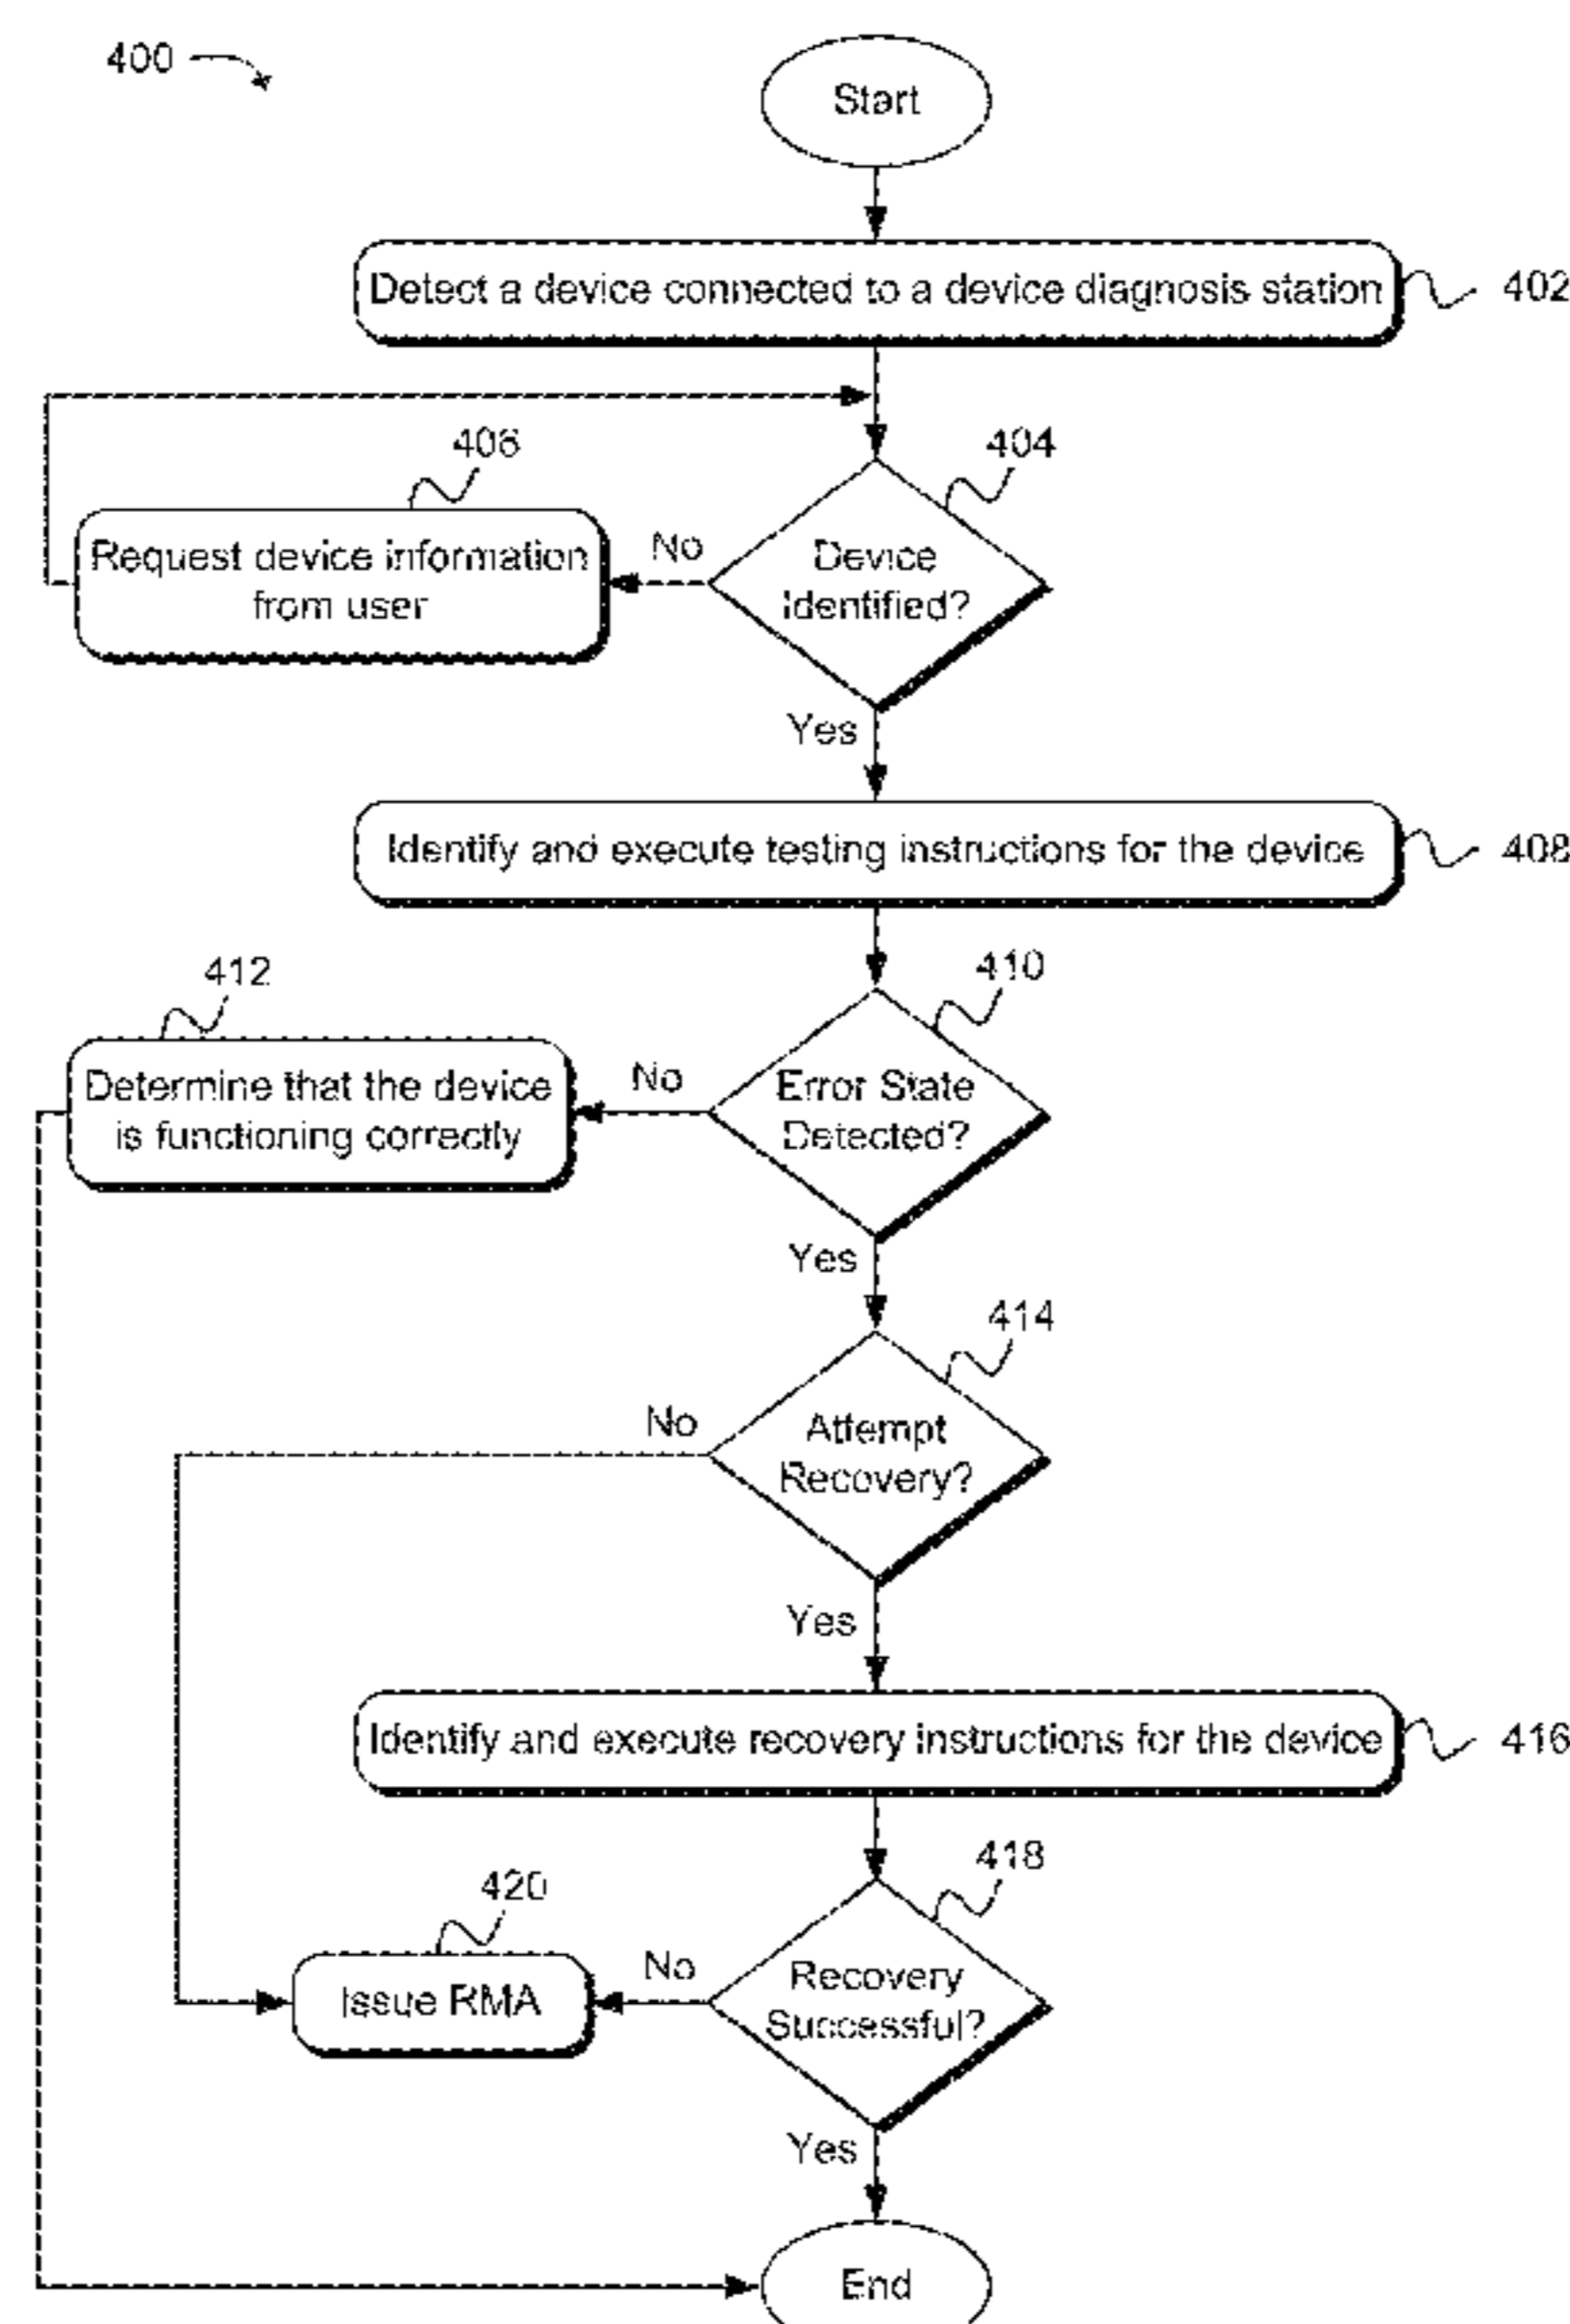 400
Start
Detect a device connected to a device diagnosis station
402
406
404
No
Request device information
from user
Device
Identified?
Yes
Identify and execute testing instructions for the device
408
412
410
No
Determine that the device
is functioning correctly
Error State
Detected?
Yes
414
No
Attempt
Recovery?
Yes
Identify and execute recovery instructions for the device
416
418
420
No
Issue RMA
Recovery
Successful?
Yes
End